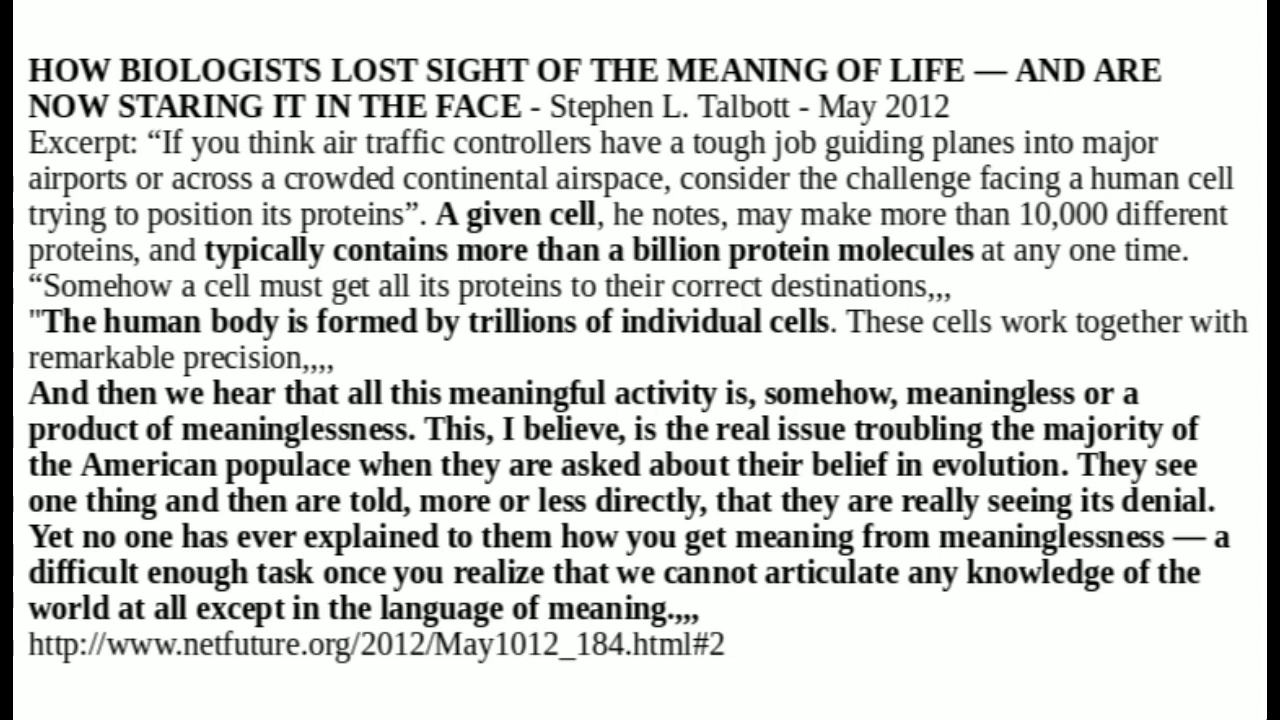 HOW BIOLOGISTS LOST SIGHT OF THE MEANING OF LIFE — AND ARE
NOW STARING IT IN THE FACE - Stephen L. Talbott - May 2012
Excerpt: “If you think air traffic controllers have a tough job guiding planes into major
airports or across a crowded continental airspace, consider the challenge facing a human cell
trying to position its proteins”. A given cell, he notes, may make more than 10,000 different
proteins, and typically contains more than a billion protein molecules at any one time.
“Somehow a cell must get all its proteins to their correct destinations,,,
"The human body is formed by trillions of individual cells. These cells work together with
remarkable precision,,,,
And then we hear that all this meaningful activity is, somehow, meaningless or a
product of meaninglessness. This, I believe, is the real issue troubling the majority of
the American populace when they are asked about their belief in evolution. They see
one thing and then are told, more or less directly, that they are really seeing its denial.
Yet no one has ever explained to them how you get meaning from meaninglessness — a
difficult enough task once you realize that we cannot articulate any knowledge of the
world at all except in the language of meaning.,,,
http://www.netfuture.org/2012/May1012_184.html#2